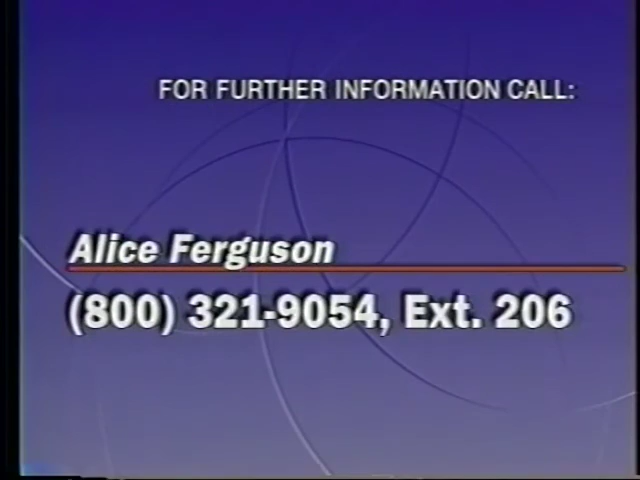 FOR FURTHER INFORMATION CALL:
Alice Ferguson
(800) 321-9054, Ext. 206